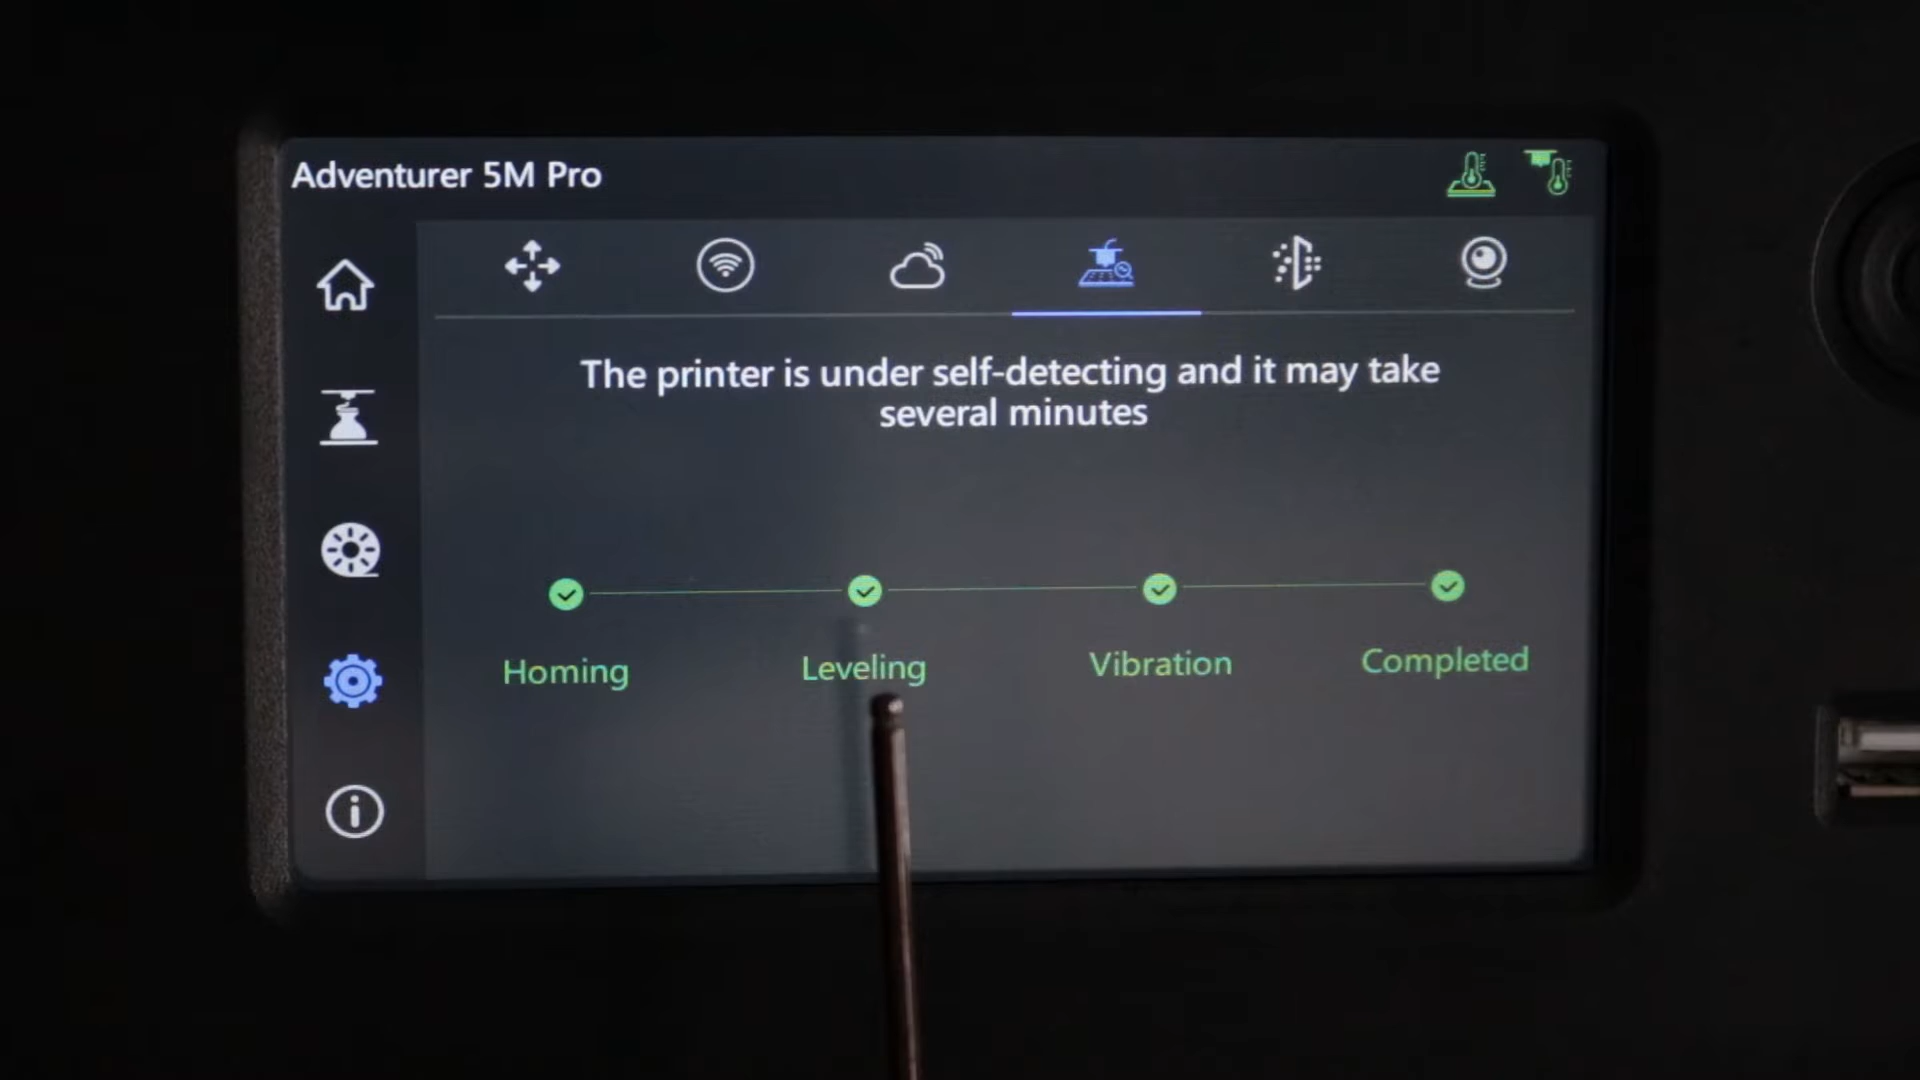 Adventurer 5M Pro
The printer is under self-detecting and it may take
several minutes
Homing
Leveling
Vibration
Completed